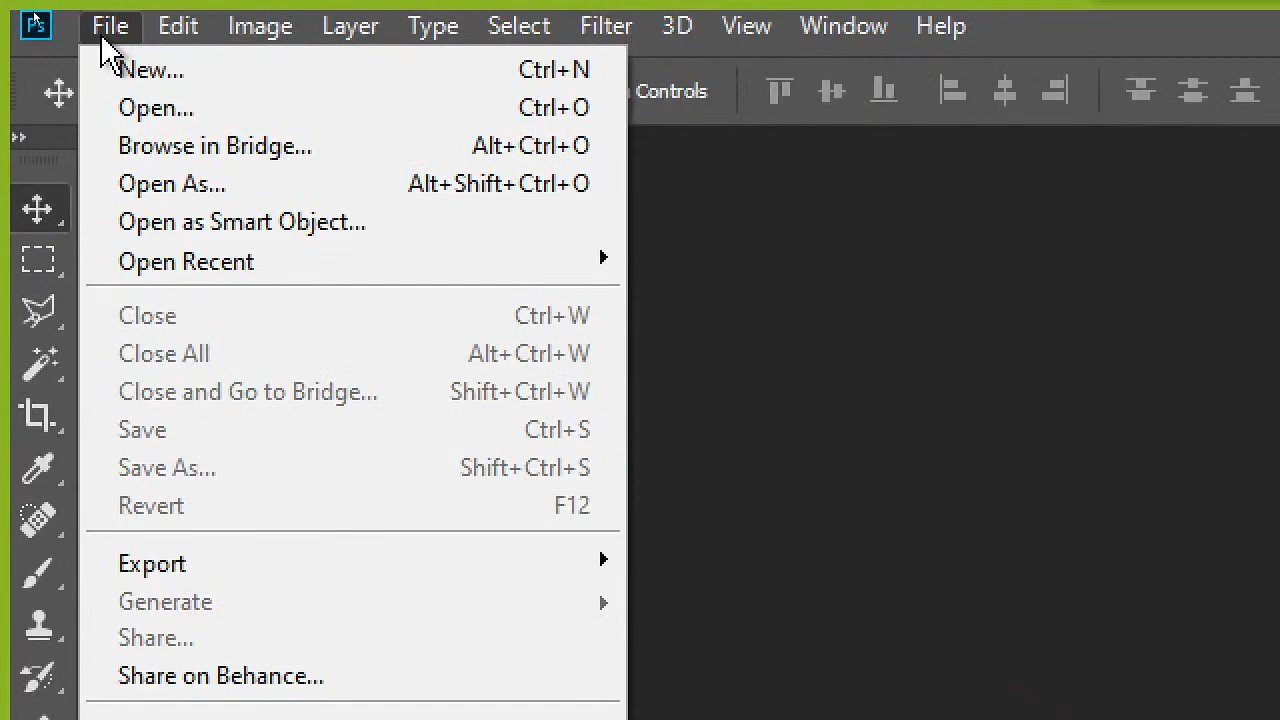 Ps File Edit Image Layer Type Select Filter 3D View Window Help
Controls
New... Ctrl+N
Open... Ctrl+O
Browse in Bridge... Alt+Ctrl+O
Open As... Alt+Shift+Ctrl+O
Open as Smart Object...
Open Recent
Close Ctrl+W
Close All Alt+Ctrl+W
Close and Go to Bridge... Shift+Ctrl+W
Save Ctrl+S
Save As... Shift+Ctrl+S
Revert F12
Export
Generate
Share...
Share on Behance...